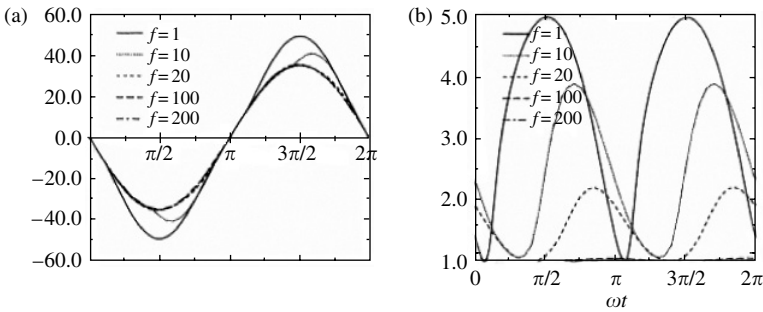 (a)
60.0
40.0
20.0
0.0
−20.0
−40.0
−60.0
f = 1
f = 10
f = 20
f = 100
f = 200
π/2
π
3π/2
2π
(b)
5.0
4.0
3.0
2.0
1.0
f = 1
f = 10
f = 20
f = 100
f = 200
0
π/2
π
3π/2
2π
ωt